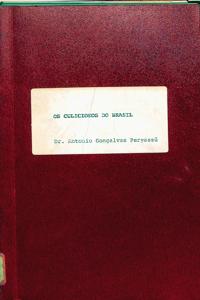 OS CULICIDEOS DO BRASIL
Dr. Antonio Gonçalves Peryassú